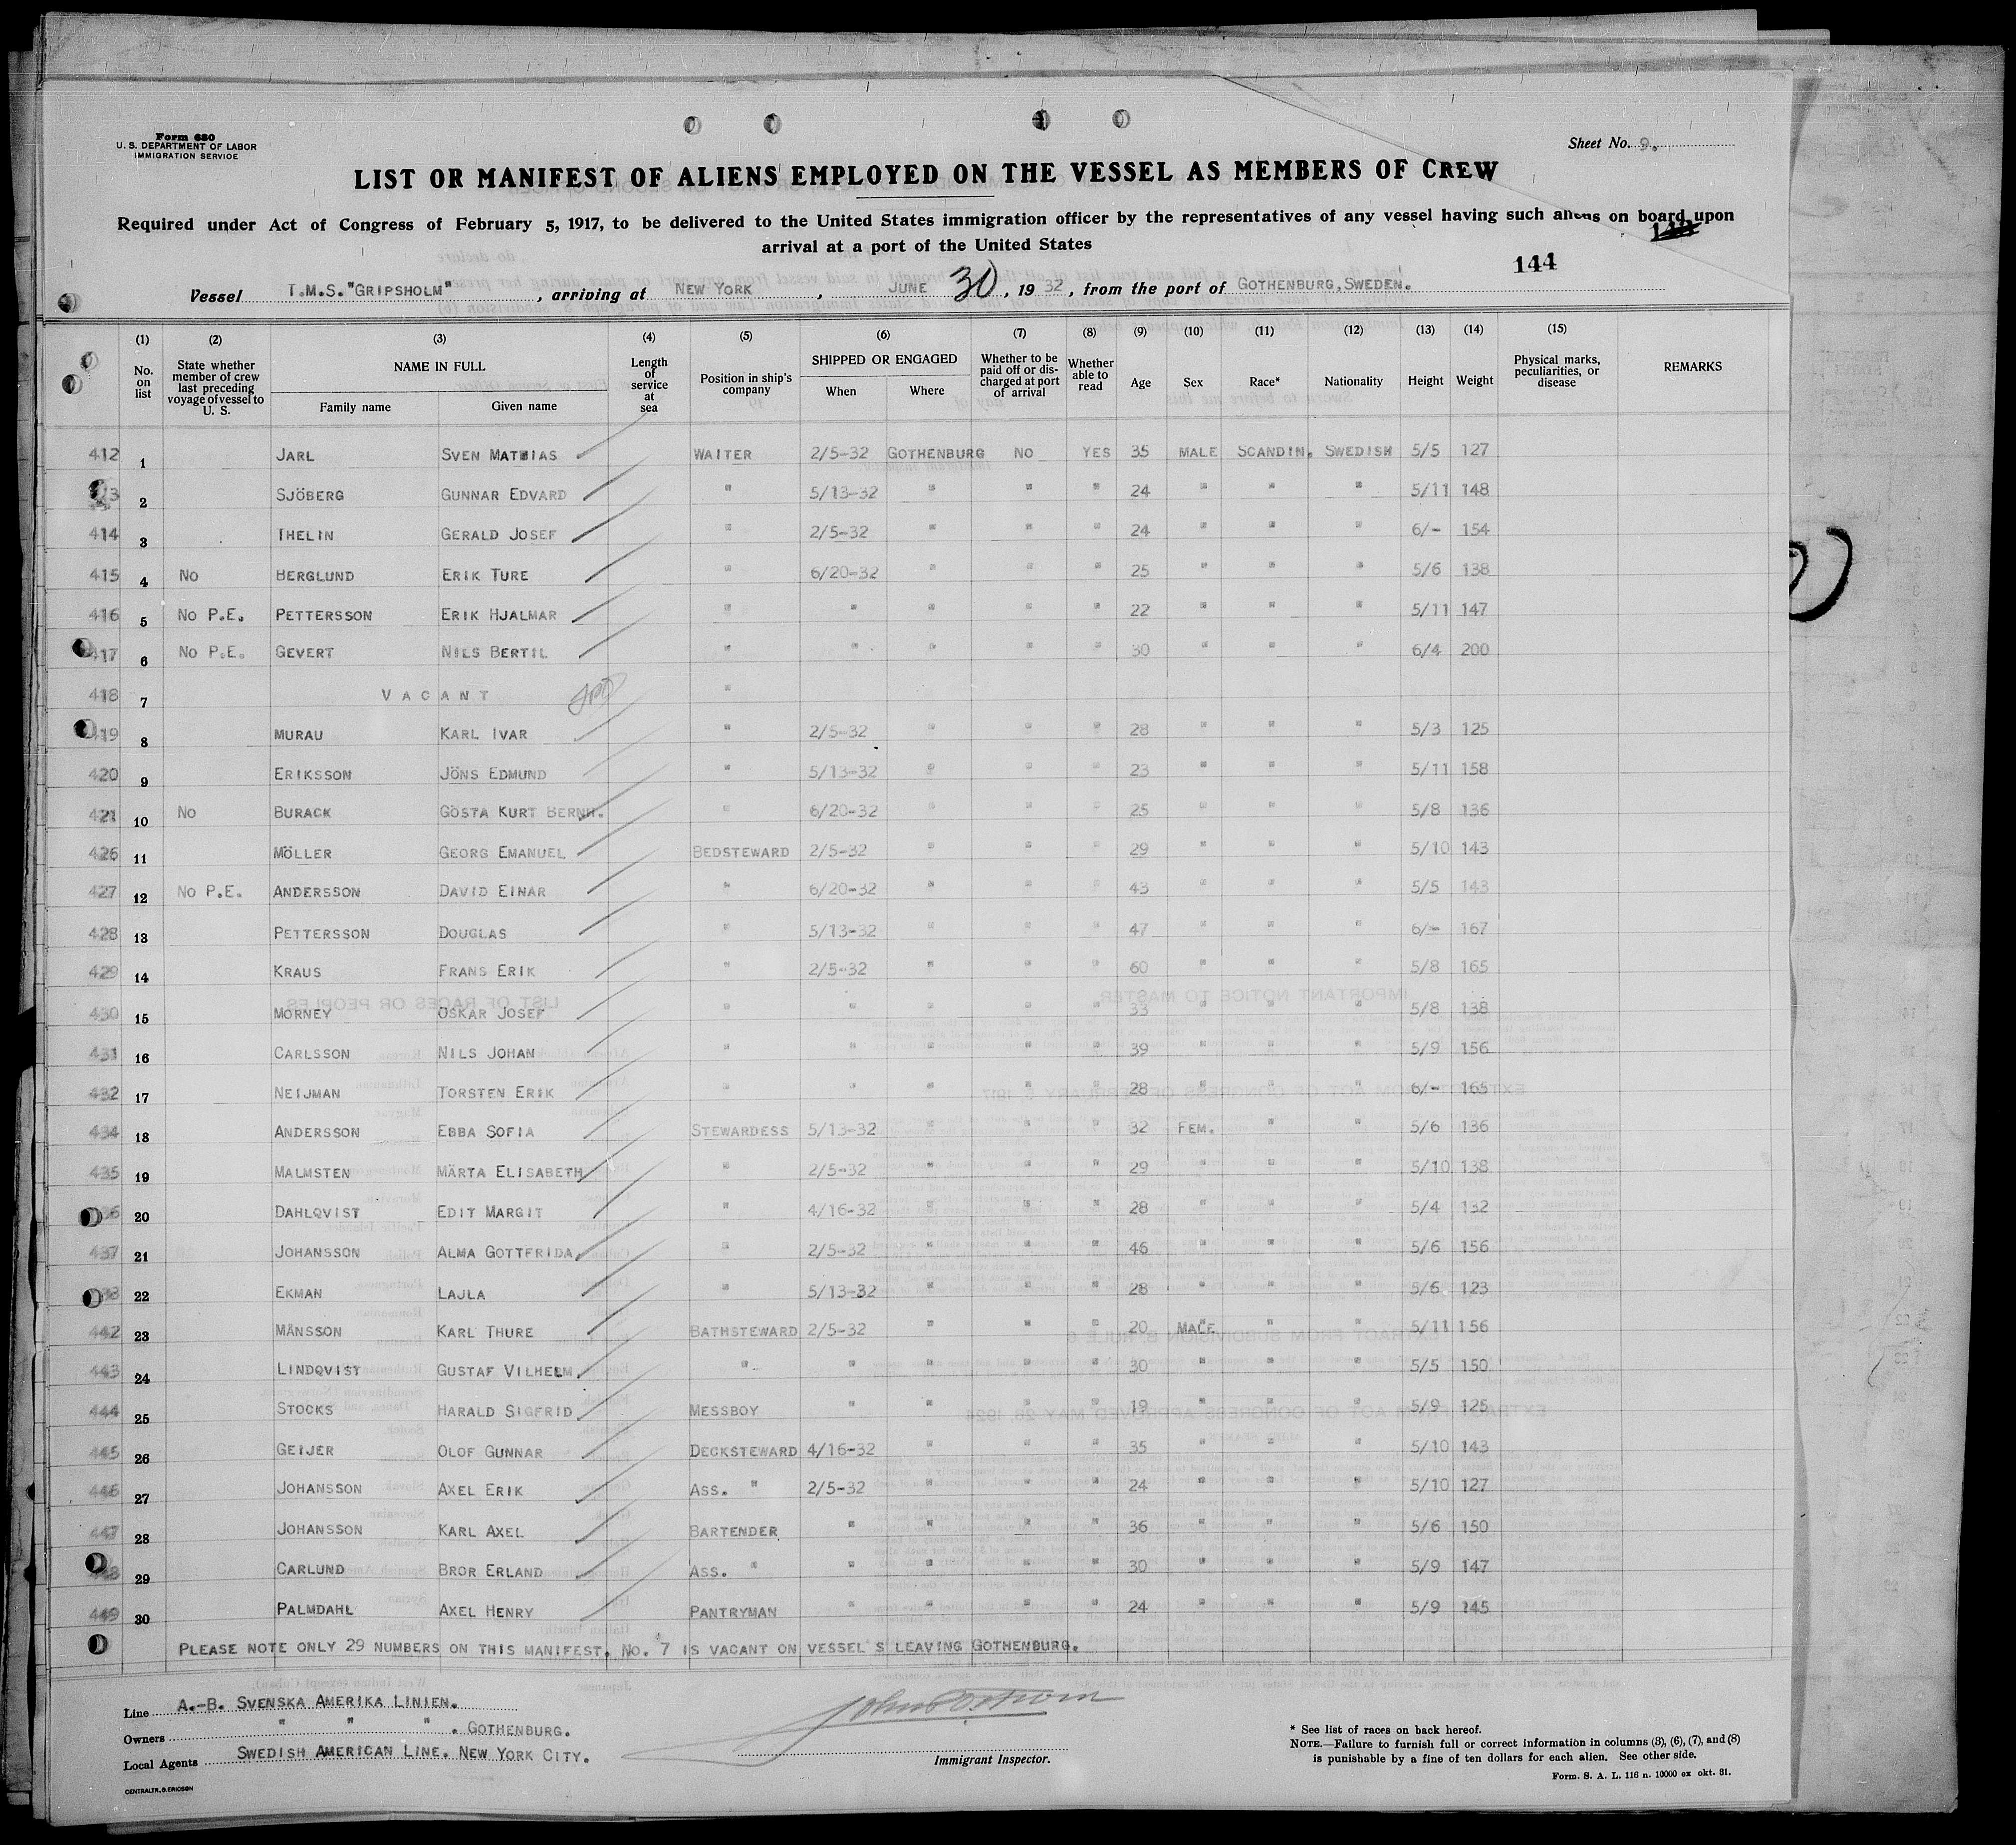 Form 680
U. S. DEPARTMENT OF LABOR
IMMIGRATION SERVICE
Sheet No. 9.
LIST OR MANIFEST OF ALIENS EMPLOYED ON THE VESSEL AS MEMBERS OF CREW
Required under Act of Congress of February 5, 1917, to be delivered to the United States immigration officer by the representatives of any vessel having such aliens on board upon
arrival at a port of the United States
144
Vessel T.M.S. "GRIPSHOLM", arriving at NEW YORK, JUNE 30, 1932, from the port of GOTHENBURG, SWEDEN.
(1) (2) (3) (4) (5) (6) (7) (8) (9) (10) (11) (12) (13) (14) (15)
No. on list | State whether member of crew last preceding voyage of vessel to U. S. | NAME IN FULL Family name Given name | Length of service at sea | Position in ship's company | SHIPPED OR ENGAGED When Where | Whether to be paid off or discharged at port of arrival | Whether able to read | Age | Sex | Race* | Nationality | Height | Weight | Physical marks, peculiarities, or disease | REMARKS
412 1 JARL SVEN MATHIAS WAITER 2/5-32 GOTHENBURG NO YES 35 MALE SCANDIN. SWEDISH 5/5 127
2 SJÖBERG GUNNAR EDVARD " 5/13-32 " " " 24 " " " 5/11 148
414 3 THELIN GERALD JOSEF " 2/5-32 " " " 24 " " " 6/- 154
415 4 NO BERGLUND ERIK TURE " 6/20-32 " " " 25 " " " 5/6 138
416 5 NO P.E. PETTERSSON ERIK HJALMAR " " " " " 22 " " " 5/11 147
417 6 NO P.E. GEVERT NILS BERTIL " " " " " 30 " " " 6/4 200
418 7 VACANT "
419 8 MURAU KARL IVAR " 2/5-32 " " " 28 " " " 5/3 125
420 9 ERIKSSON JÖNS EDMUND " 5/13-32 " " " 23 " " " 5/11 158
421 10 NO BURACK GÖSTA KURT BERNH. " 6/20-32 " " " 25 " " " 5/8 136
426 11 MÖLLER GEORG EMANUEL BEDSTEWARD 2/5-32 " " " 29 " " " 5/10 143
427 12 NO P.E. ANDERSSON DAVID EINAR " 6/20-32 " " " 43 " " " 5/5 143
428 13 PETTERSSON DOUGLAS " 5/13-32 " " " 47 " " " 6/- 167
429 14 KRAUS FRANS ERIK " 2/5-32 " " " 60 " " " 5/8 165
430 15 MORNEY OSKAR JOSEF " " " " " 33 " " " 5/8 138
431 16 CARLSSON NILS JOHAN " " " " " 39 " " " 5/9 156
432 17 NEIJMAN TORSTEN ERIK " " " " " 28 " " " 6/- 165
434 18 ANDERSSON EBBA SOFIA STEWARDESS 5/13-32 " " " 32 FEM. " " 5/6 136
435 19 MALMSTEN MÄRTA ELISABETH " 2/5-32 " " " 29 " " " 5/10 138
20 DAHLQVIST EDIT MARGIT " 4/16-32 " " " 28 " " " 5/4 132
437 21 JOHANSSON ALMA GOTTFRIDA " 2/5-32 " " " 46 " " " 5/6 156
22 EKMAN LAJLA " 5/13-32 " " " 28 " " " 5/6 123
442 23 MÅNSSON KARL THURE BATHSTEWARD 2/5-32 " " " 20 MALE " " 5/11 156
443 24 LINDQVIST GUSTAF VILHELM " " " " " 30 " " " 5/5 150
444 25 STOCKS HARALD SIGFRID MESSBOY " " " " 19 " " " 5/9 125
445 26 GEIJER OLOF GUNNAR DECKSTEWARD 4/16-32 " " " 35 " " " 5/10 143
446 27 JOHANSSON AXEL ERIK ASS. " 2/5-32 " " " 24 " " " 5/10 127
447 28 JOHANSSON KARL AXEL BARTENDER " " " " 36 " " " 5/6 150
448 29 CARLUND BROR ERLAND ASS. " " " " " 30 " " " 5/9 147
449 30 PALMDAHL AXEL HENRY PANTRYMAN " " " " 24 " " " 5/9 145
PLEASE NOTE ONLY 29 NUMBERS ON THIS MANIFEST. NO. 7 IS VACANT ON VESSEL'S LEAVING GOTHENBURG.
Line A.-B. SVENSKA AMERIKA LINIEN.
Owners " " " . GOTHENBURG.
Local Agents SWEDISH AMERICAN LINE. NEW YORK CITY.
Immigrant Inspector.
* See list of races on back hereof.
NOTE.—Failure to furnish full or correct information in columns (3), (6), (7), and (8)
is punishable by a fine of ten dollars for each alien. See other side.
Form. S. A. L. 116 n. 10000 ex okt. 31.
CENTRALTR., G. ERICSON